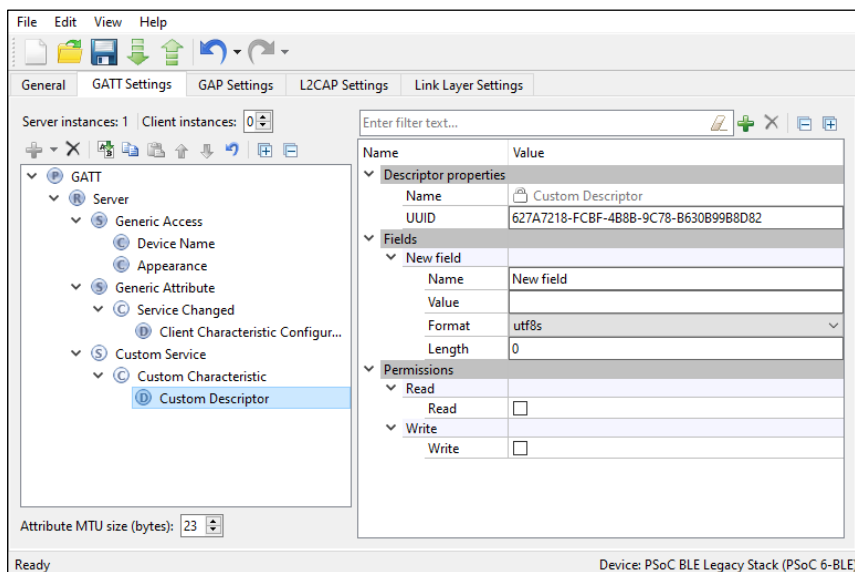 File Edit View Help
General GATT Settings GAP Settings L2CAP Settings Link Layer Settings
Server instances: 1 Client instances: 0
Enter filter text...
P GATT
R Server
S Generic Access
C Device Name
C Appearance
S Generic Attribute
C Service Changed
D Client Characteristic Configur...
S Custom Service
C Custom Characteristic
D Custom Descriptor
Attribute MTU size (bytes): 23
Name Value
Descriptor properties
Name Custom Descriptor
UUID 627A7218-FCBF-4B8B-9C78-B630B99B8D82
Fields
New field
Name New field
Value
Format utf8s
Length 0
Permissions
Read
Read
Write
Write
Ready Device: PSoC BLE Legacy Stack (PSoC 6-BLE)